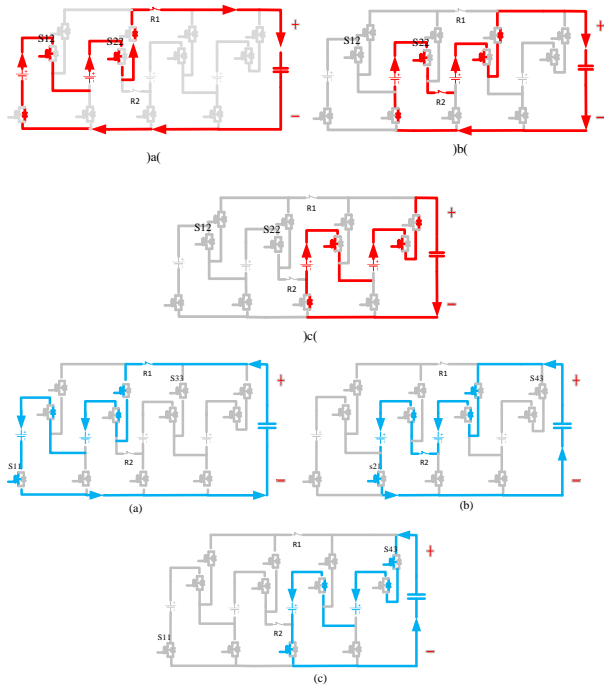 R1
+
S12
S22
R2
−
)a(
R1
+
S12
S22
R2
−
)b(
R1
+
S12
S22
R2
−
)c(
R1
S33
+
R2
S11
−
(a)
R1
S43
+
R2
s21
−
(b)
R1
S43
+
R2
S11
−
(c)